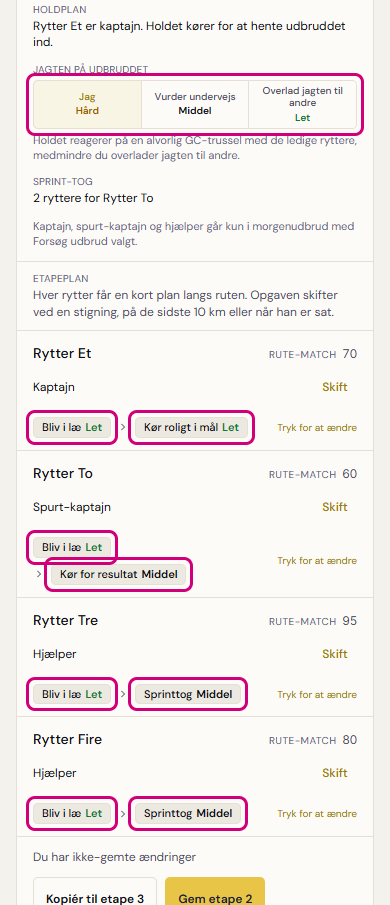 HOLDPLAN
Rytter Et er kaptajn. Holdet kører for at hente udbruddet
ind.
JAGTEN PÅ UDBRUDDET
Jag
Hård
Vurder undervejs
Middel
Overlad jagten til
andre
Let
Holdet reagerer på en alvorlig GC-trussel med de ledige ryttere,
medmindre du overlader jagten til andre.
SPRINT-TOG
2 ryttere for Rytter To
Kaptajn, spurt-kaptajn og hjælper går kun i morgenudbrud med
Forsøg udbrud valgt.
ETAPEPLAN
Hver rytter får en kort plan langs ruten. Opgaven skifter
ved en stigning, på de sidste 10 km eller når han er sat.
Rytter Et
RUTE-MATCH 70
Kaptajn
Skift
Bliv i læ Let › Kør roligt i mål Let
Tryk for at ændre
Rytter To
RUTE-MATCH 60
Spurt-kaptajn
Skift
Bliv i læ Let
› Kør for resultat Middel
Tryk for at ændre
Rytter Tre
RUTE-MATCH 95
Hjælper
Skift
Bliv i læ Let › Sprinttog Middel
Tryk for at ændre
Rytter Fire
RUTE-MATCH 80
Hjælper
Skift
Bliv i læ Let › Sprinttog Middel
Tryk for at ændre
Du har ikke-gemte ændringer
Kopiér til etape 3
Gem etape 2